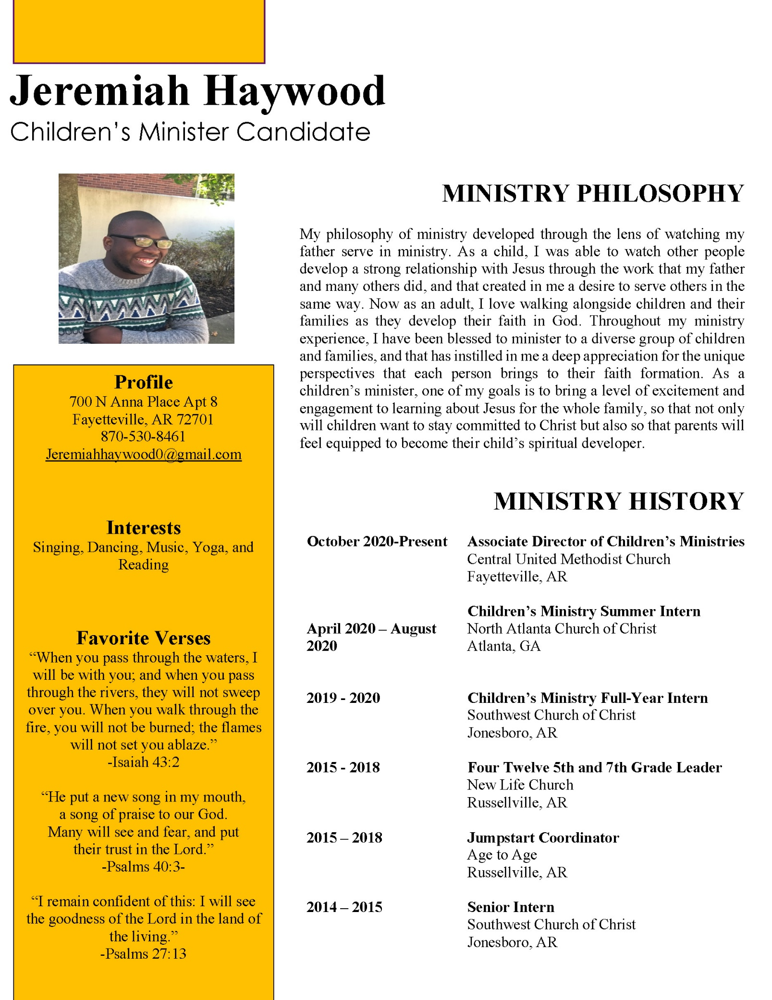 Jeremiah Haywood
Children’s Minister Candidate
Profile
700 N Anna Place Apt 8
Fayetteville, AR 72701
870-530-8461
Jeremiahhaywood0@gmail.com
Interests
Singing, Dancing, Music, Yoga, and
Reading
Favorite Verses
“When you pass through the waters, I
will be with you; and when you pass
through the rivers, they will not sweep
over you. When you walk through the
fire, you will not be burned; the flames
will not set you ablaze.”
-Isaiah 43:2
“He put a new song in my mouth,
a song of praise to our God.
Many will see and fear, and put
their trust in the Lord.”
-Psalms 40:3-
“I remain confident of this: I will see
the goodness of the Lord in the land of
the living.”
-Psalms 27:13
MINISTRY PHILOSOPHY
My philosophy of ministry developed through the lens of watching my
father serve in ministry. As a child, I was able to watch other people
develop a strong relationship with Jesus through the work that my father
and many others did, and that created in me a desire to serve others in the
same way. Now as an adult, I love walking alongside children and their
families as they develop their faith in God. Throughout my ministry
experience, I have been blessed to minister to a diverse group of children
and families, and that has instilled in me a deep appreciation for the unique
perspectives that each person brings to their faith formation. As a
children’s minister, one of my goals is to bring a level of excitement and
engagement to learning about Jesus for the whole family, so that not only
will children want to stay committed to Christ but also so that parents will
feel equipped to become their child’s spiritual developer.
MINISTRY HISTORY
October 2020-Present Associate Director of Children’s Ministries
Central United Methodist Church
Fayetteville, AR
Children’s Ministry Summer Intern
April 2020 – August North Atlanta Church of Christ
2020 Atlanta, GA
2019 - 2020 Children’s Ministry Full-Year Intern
Southwest Church of Christ
Jonesboro, AR
2015 - 2018 Four Twelve 5th and 7th Grade Leader
New Life Church
Russellville, AR
2015 – 2018 Jumpstart Coordinator
Age to Age
Russellville, AR
2014 – 2015 Senior Intern
Southwest Church of Christ
Jonesboro, AR